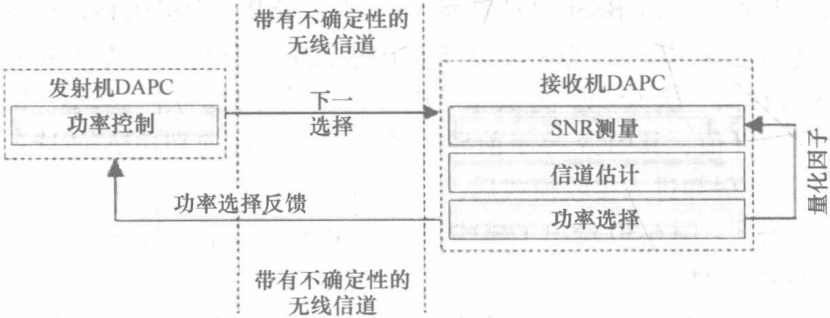 带有不确定性的
无线信道
发射机DAPC
功率控制
下一
选择
接收机DAPC
SNR测量
信道估计
功率选择
量化因子
功率选择反馈
带有不确定性的
无线信道